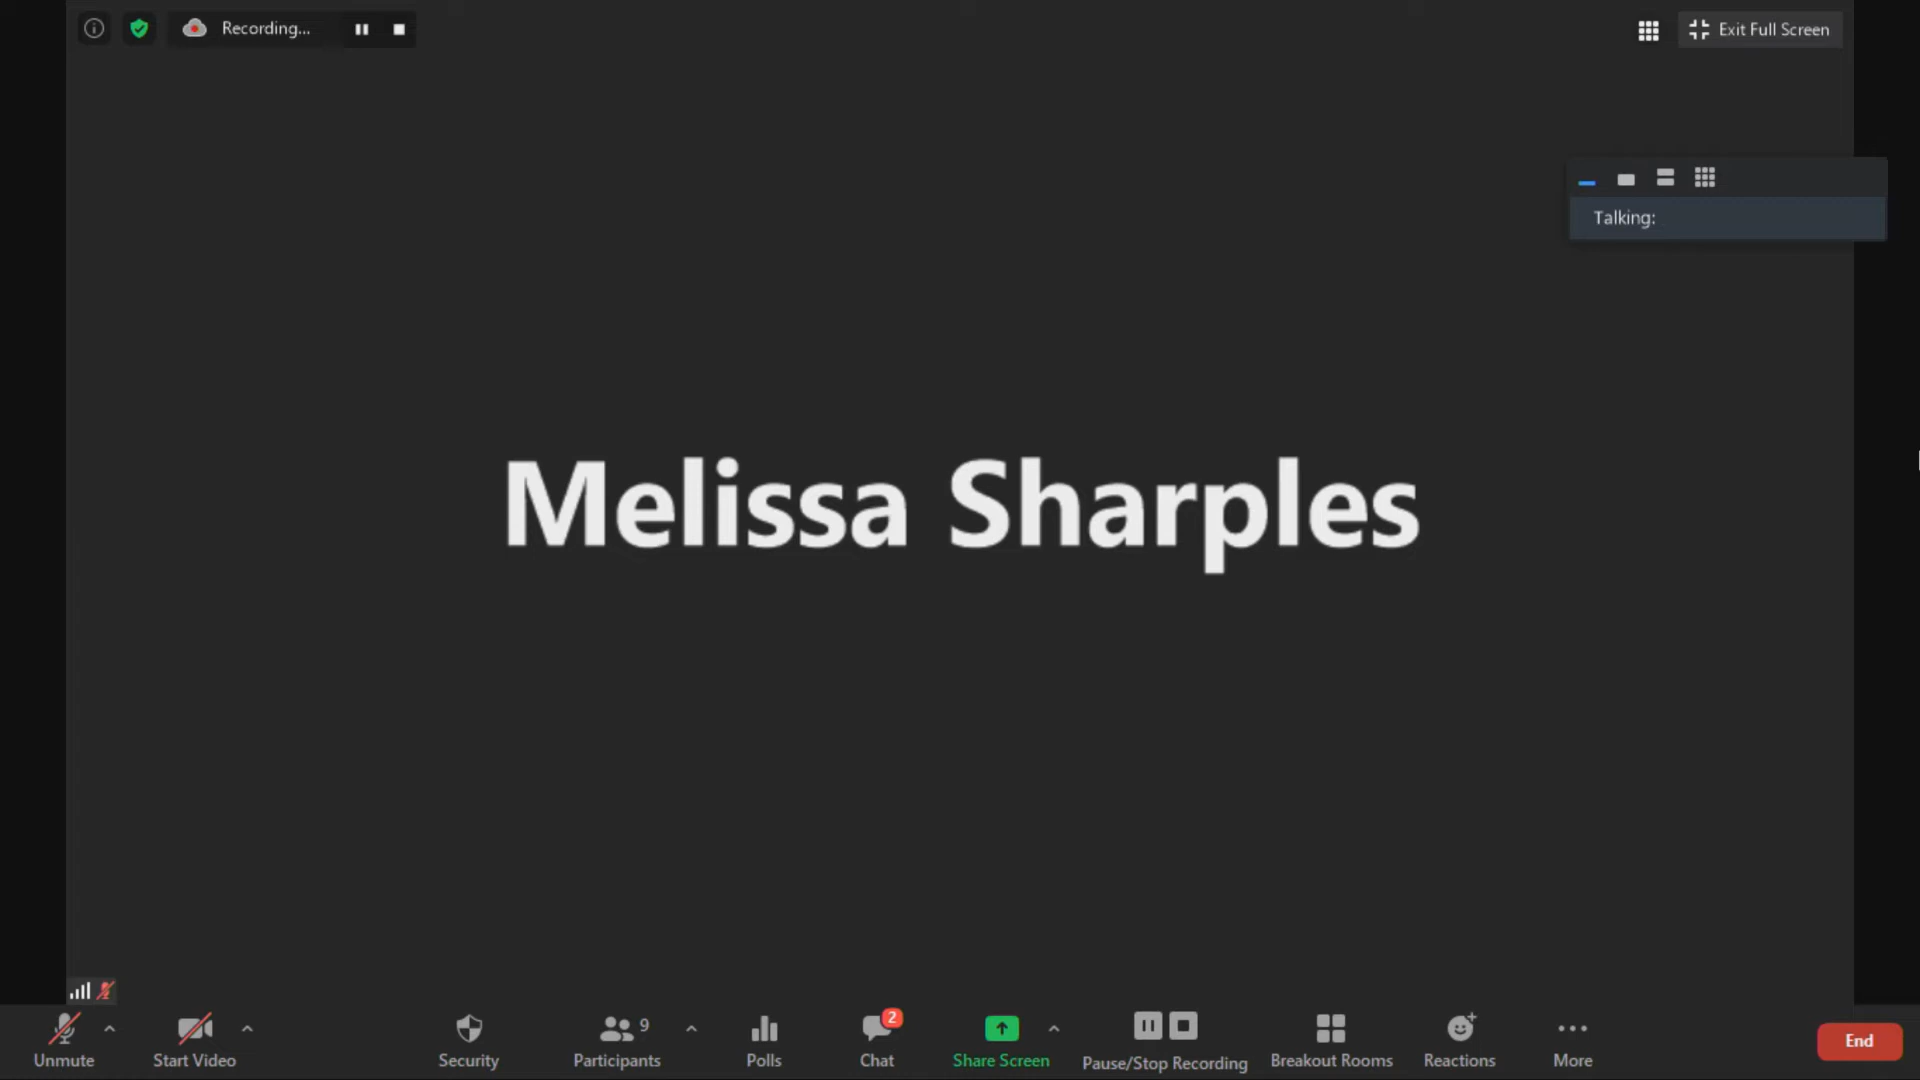 Recording...
Exit Full Screen
Talking:
Melissa Sharples
Unmute
Start Video
Security
9
Participants
Polls
2
Chat
Share Screen
Pause/Stop Recording
Breakout Rooms
Reactions
More
End